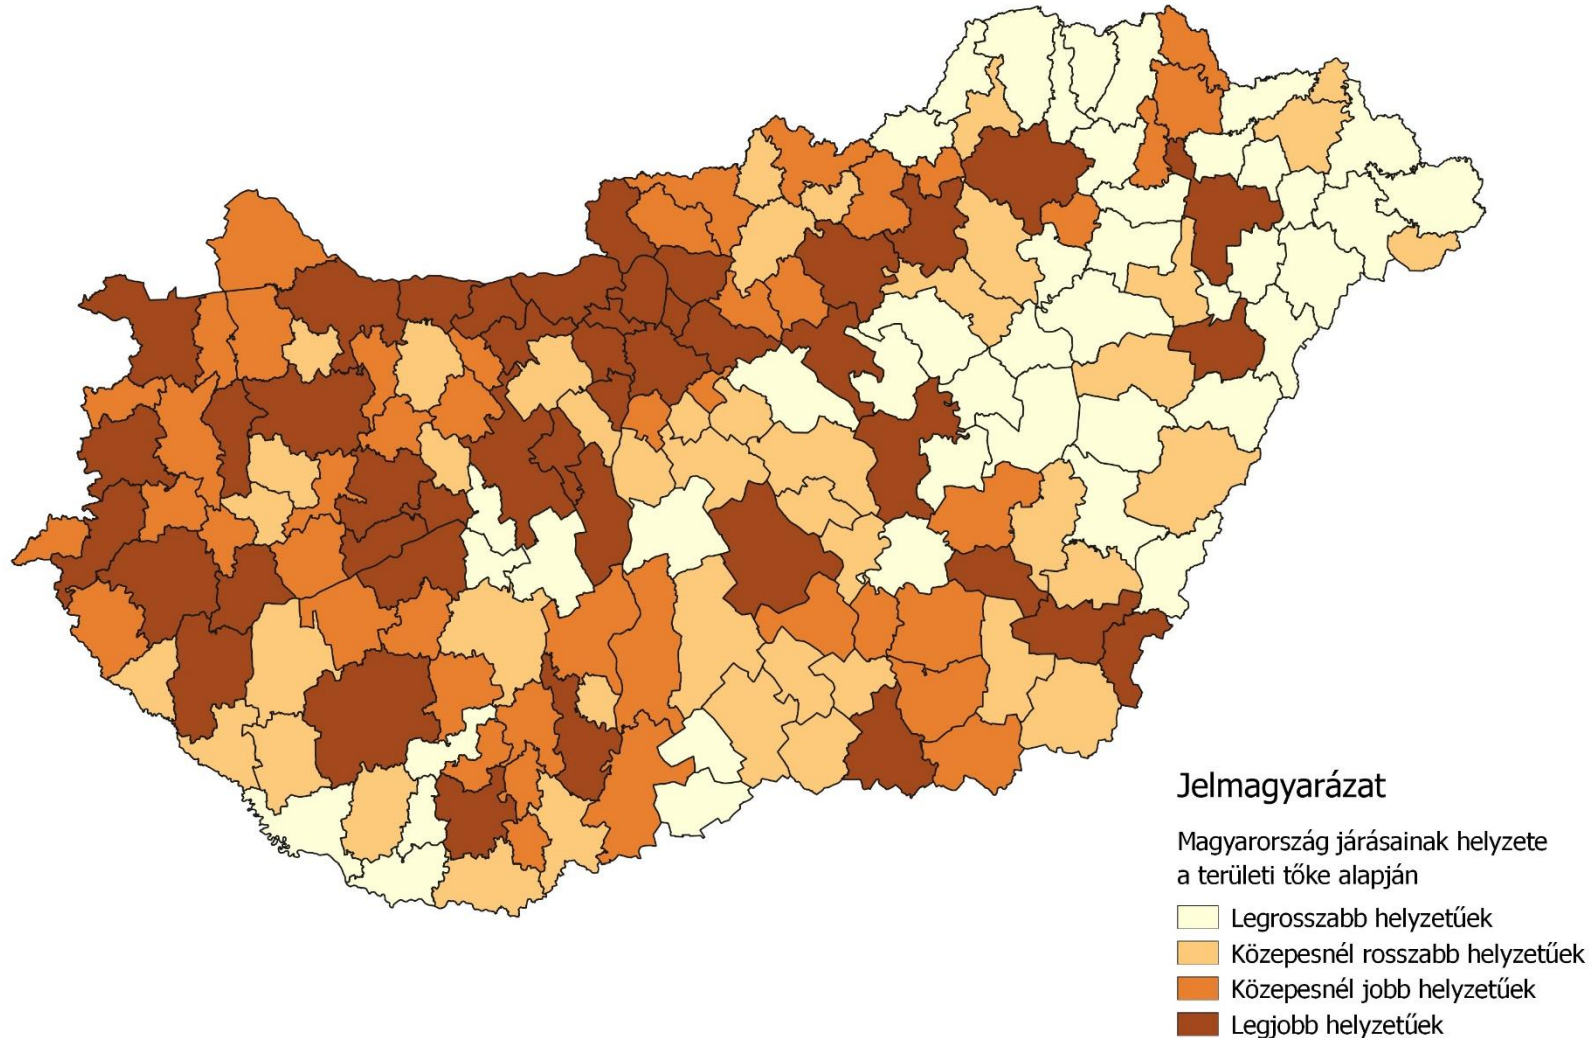 Jelmagyarázat
Magyarország járásainak helyzete
a területi tőke alapján
Legrosszabb helyzetűek
Közepesnél rosszabb helyzetűek
Közepesnél jobb helyzetűek
Legjobb helyzetűek